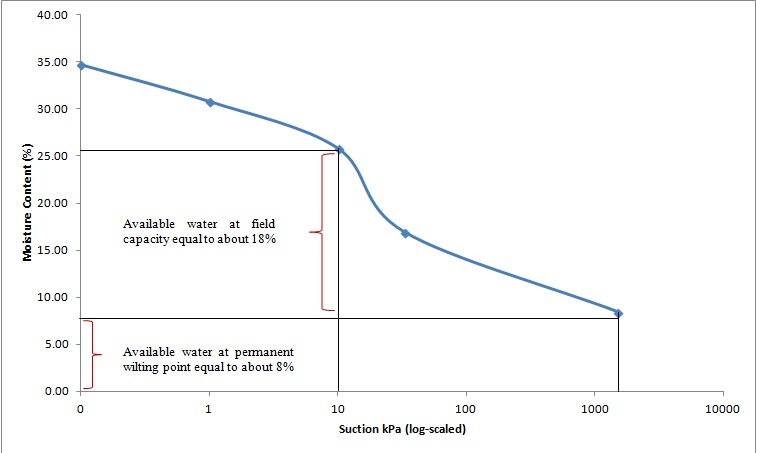 40.00
35.00
30.00
25.00
20.00
15.00
10.00
5.00
0.00
Moisture Content (%)
Available water at field
capacity equal to about 18%
Available water at permanent
wilting point equal to about 8%
0 1 10 100 1000 10000
Suction kPa (log-scaled)